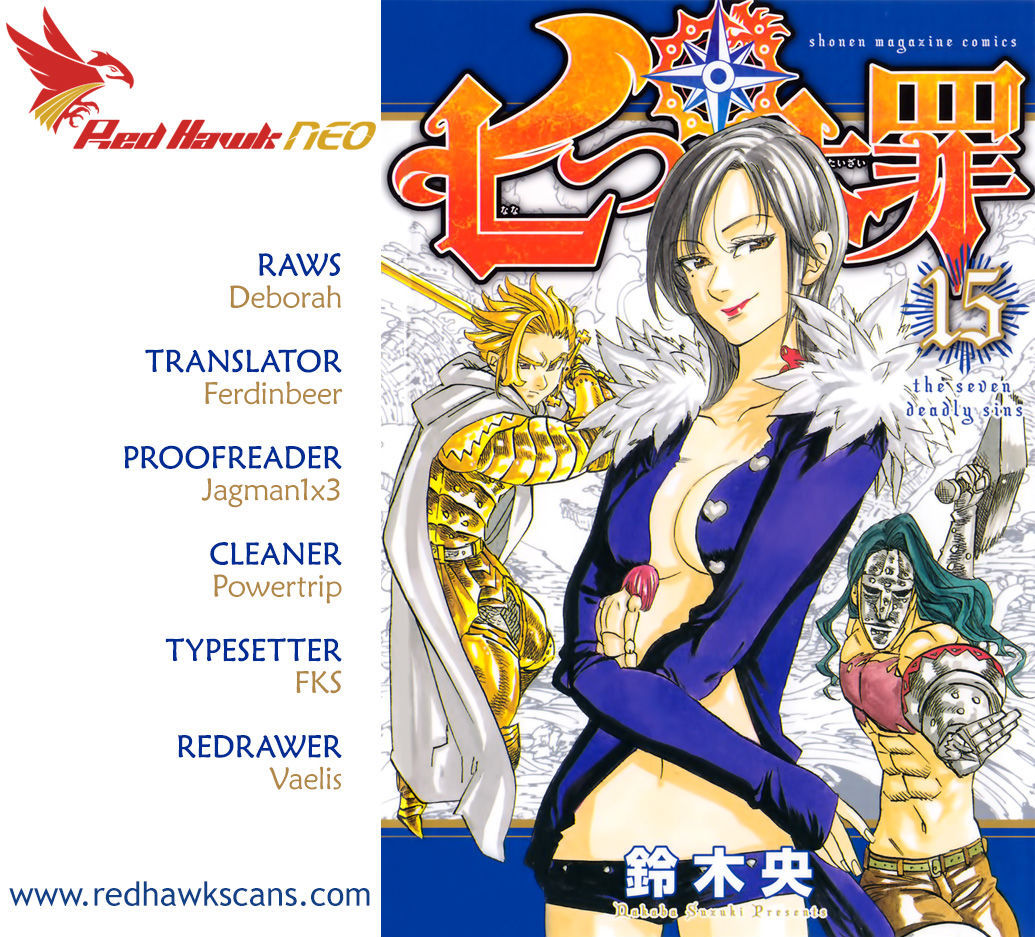 Red Hawk NEO
RAWS
Deborah
TRANSLATOR
Ferdinbeer
PROOFREADER
Jagman1x3
CLEANER
Powertrip
TYPESETTER
FKS
REDRAWER
Vaelis
www.redhawkscans.com
shonen magazine comics
七つの大罪
なな
たいざい
15
the seven
deadly sins
鈴木央
Nakaba Suzuki Presents